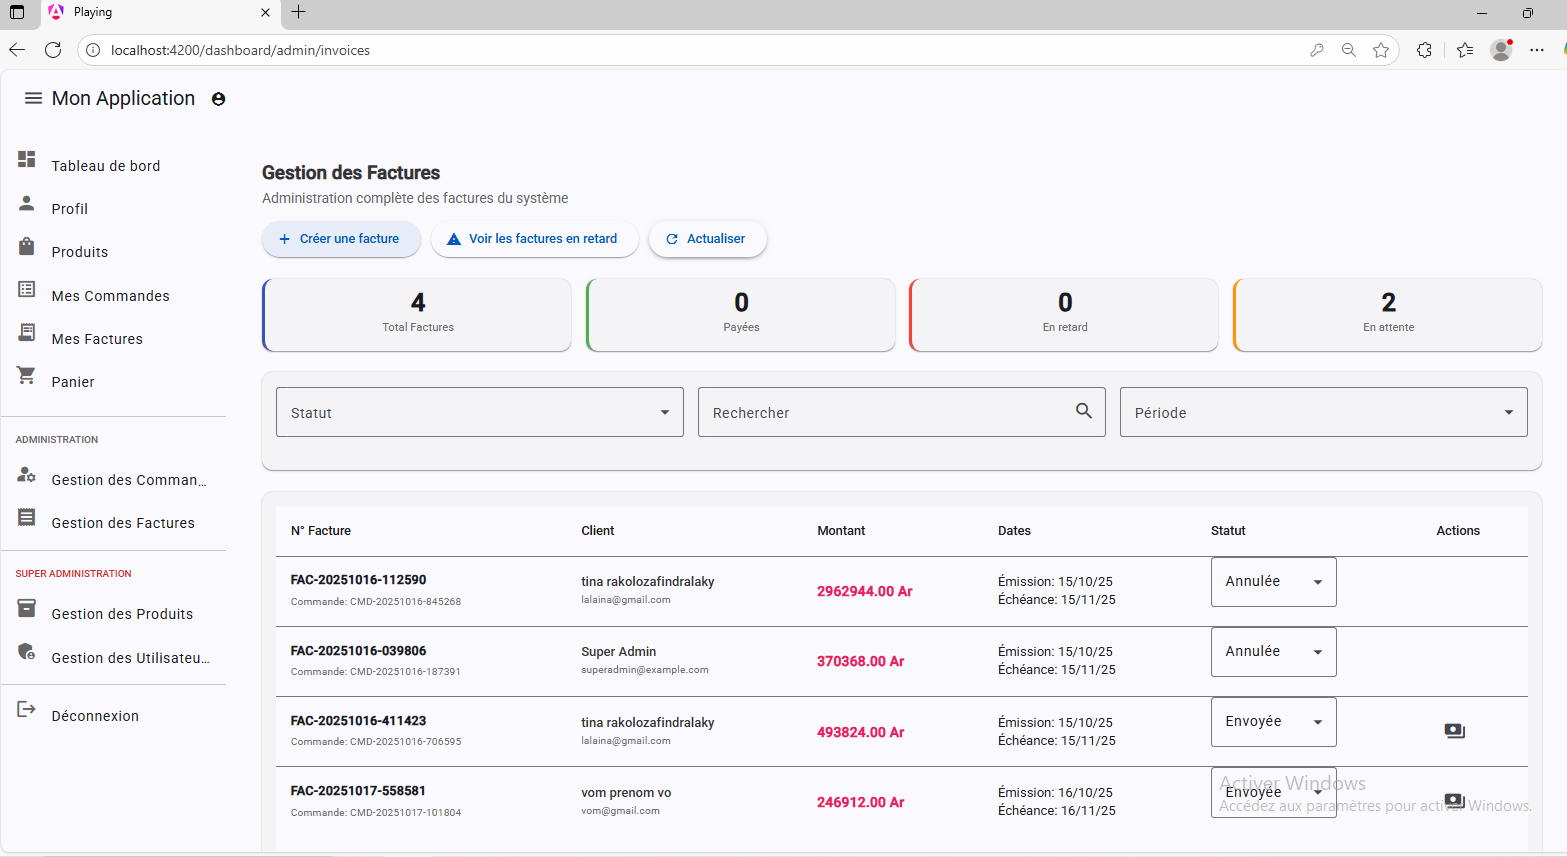 Playing
localhost:4200/dashboard/admin/invoices
Mon Application
Tableau de bord
Profil
Produits
Mes Commandes
Mes Factures
Panier
ADMINISTRATION
Gestion des Comman...
Gestion des Factures
SUPER ADMINISTRATION
Gestion des Produits
Gestion des Utilisateu...
Déconnexion
Gestion des Factures
Administration complète des factures du système
Créer une facture Voir les factures en retard Actualiser
4 0 0 2
Total Factures Payées En retard En attente
Statut Rechercher Période
N° Facture Client Montant Dates Statut Actions
FAC-20251016-112590 tina rakolozafindralaky 2962944.00 Ar Émission: 15/10/25 Annulée
Commande: CMD-20251016-845268 lalaina@gmail.com Échéance: 15/11/25
FAC-20251016-039806 Super Admin 370368.00 Ar Émission: 15/10/25 Annulée
Commande: CMD-20251016-187391 superadmin@example.com Échéance: 15/11/25
FAC-20251016-411423 tina rakolozafindralaky 493824.00 Ar Émission: 15/10/25 Envoyée
Commande: CMD-20251016-706595 lalaina@gmail.com Échéance: 15/11/25
FAC-20251017-558581 vom prenom vo 246912.00 Ar Émission: 16/10/25 Envoyée
Commande: CMD-20251017-101804 vom@gmail.com Échéance: 16/11/25
Activer Windows
Accédez aux paramètres pour activer Windows.